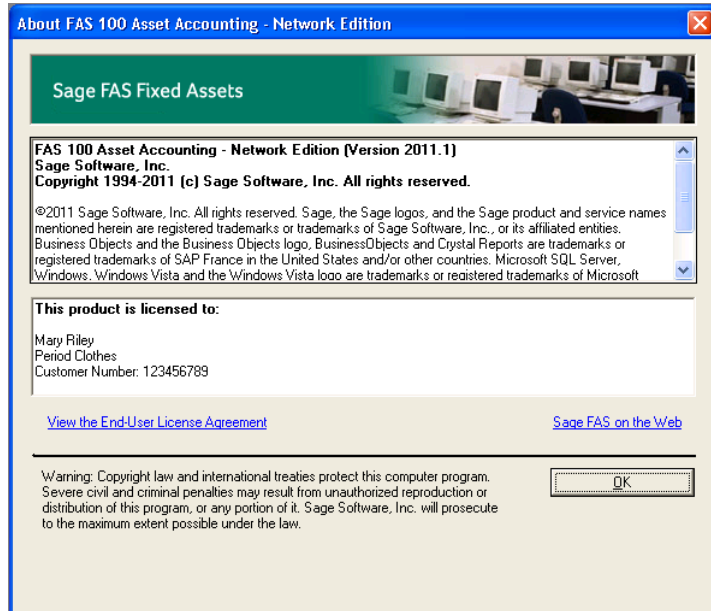 About FAS 100 Asset Accounting - Network Edition
Sage FAS Fixed Assets
FAS 100 Asset Accounting - Network Edition (Version 2011.1)
Sage Software, Inc.
Copyright 1994-2011 (c) Sage Software, Inc. All rights reserved.
©2011 Sage Software, Inc. All rights reserved. Sage, the Sage logos, and the Sage product and service names
mentioned herein are registered trademarks or trademarks of Sage Software, Inc., or its affiliated entities.
Business Objects and the Business Objects logo, BusinessObjects and Crystal Reports are trademarks or
registered trademarks of SAP France in the United States and/or other countries. Microsoft SQL Server,
Windows, Windows Vista and the Windows Vista logo are trademarks or registered trademarks of Microsoft
This product is licensed to:
Mary Riley
Period Clothes
Customer Number: 123456789
View the End-User License Agreement
Sage FAS on the Web
Warning: Copyright law and international treaties protect this computer program.
Severe civil and criminal penalties may result from unauthorized reproduction or
distribution of this program, or any portion of it. Sage Software, Inc. will prosecute
to the maximum extent possible under the law.
OK